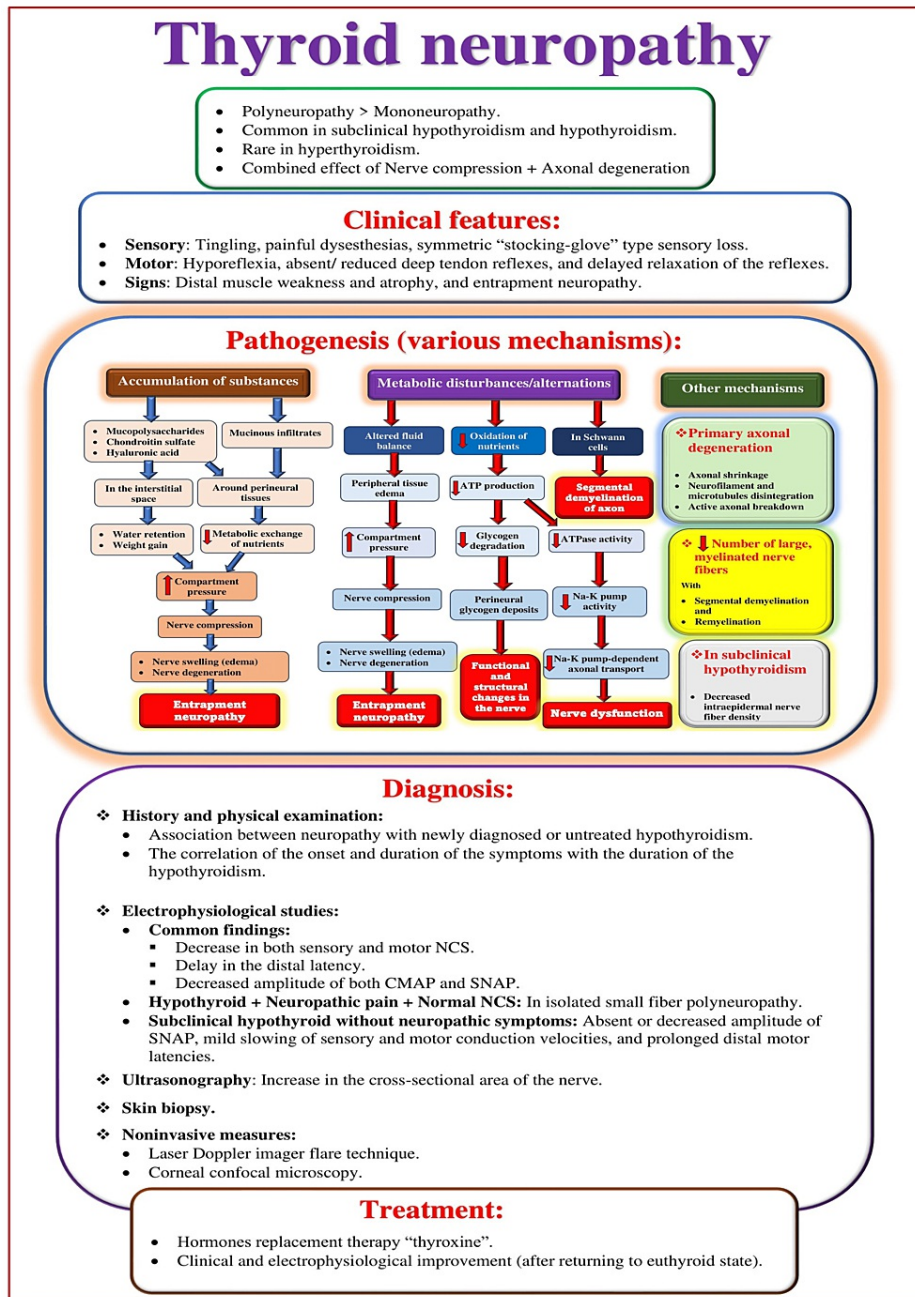 Thyroid neuropathy
• Polyneuropathy > Mononeuropathy.
• Common in subclinical hypothyroidism and hypothyroidism.
• Rare in hyperthyroidism.
• Combined effect of Nerve compression + Axonal degeneration
Clinical features:
• Sensory: Tingling, painful dysesthesias, symmetric “stocking-glove” type sensory loss.
• Motor: Hyporeflexia, absent/ reduced deep tendon reflexes, and delayed relaxation of the reflexes.
• Signs: Distal muscle weakness and atrophy, and entrapment neuropathy.
Pathogenesis (various mechanisms):
Accumulation of substances
• Mucopolysaccharides
• Chondroitin sulfate
• Hyaluronic acid
Mucinous infiltrates
In the interstitial
space
Around perineural
tissues
• Water retention
• Weight gain
Metabolic exchange
of nutrients
Compartment
pressure
Nerve compression
• Nerve swelling (edema)
• Nerve degeneration
Entrapment
neuropathy
Metabolic disturbances/alternations
Altered fluid
balance
Peripheral tissue
edema
Compartment
pressure
Nerve compression
• Nerve swelling (edema)
• Nerve degeneration
Entrapment
neuropathy
Oxidation of
nutrients
ATP production
Glycogen
degradation
Perineural
glycogen deposits
Functional
and
structural
changes in
the nerve
In Schwann
cells
Segmental
demyelination
of axon
ATPase activity
Na-K pump
activity
Na-K pump-dependent
axonal transport
Nerve dysfunction
Other mechanisms
❖Primary axonal
degeneration
• Axonal shrinkage
• Neurofilament and
microtubules disintegration
• Active axonal breakdown
❖ Number of large,
myelinated nerve
fibers
With
• Segmental demyelination
and
• Remyelination
❖In subclinical
hypothyroidism
• Decreased
intraepidermal nerve
fiber density
Diagnosis:
❖ History and physical examination:
• Association between neuropathy with newly diagnosed or untreated hypothyroidism.
• The correlation of the onset and duration of the symptoms with the duration of the
hypothyroidism.
❖ Electrophysiological studies:
• Common findings:
▪ Decrease in both sensory and motor NCS.
▪ Delay in the distal latency.
▪ Decreased amplitude of both CMAP and SNAP.
• Hypothyroid + Neuropathic pain + Normal NCS: In isolated small fiber polyneuropathy.
• Subclinical hypothyroid without neuropathic symptoms: Absent or decreased amplitude of
SNAP, mild slowing of sensory and motor conduction velocities, and prolonged distal motor
latencies.
❖ Ultrasonography: Increase in the cross-sectional area of the nerve.
❖ Skin biopsy.
❖ Noninvasive measures:
• Laser Doppler imager flare technique.
• Corneal confocal microscopy.
Treatment:
• Hormones replacement therapy “thyroxine”.
• Clinical and electrophysiological improvement (after returning to euthyroid state).